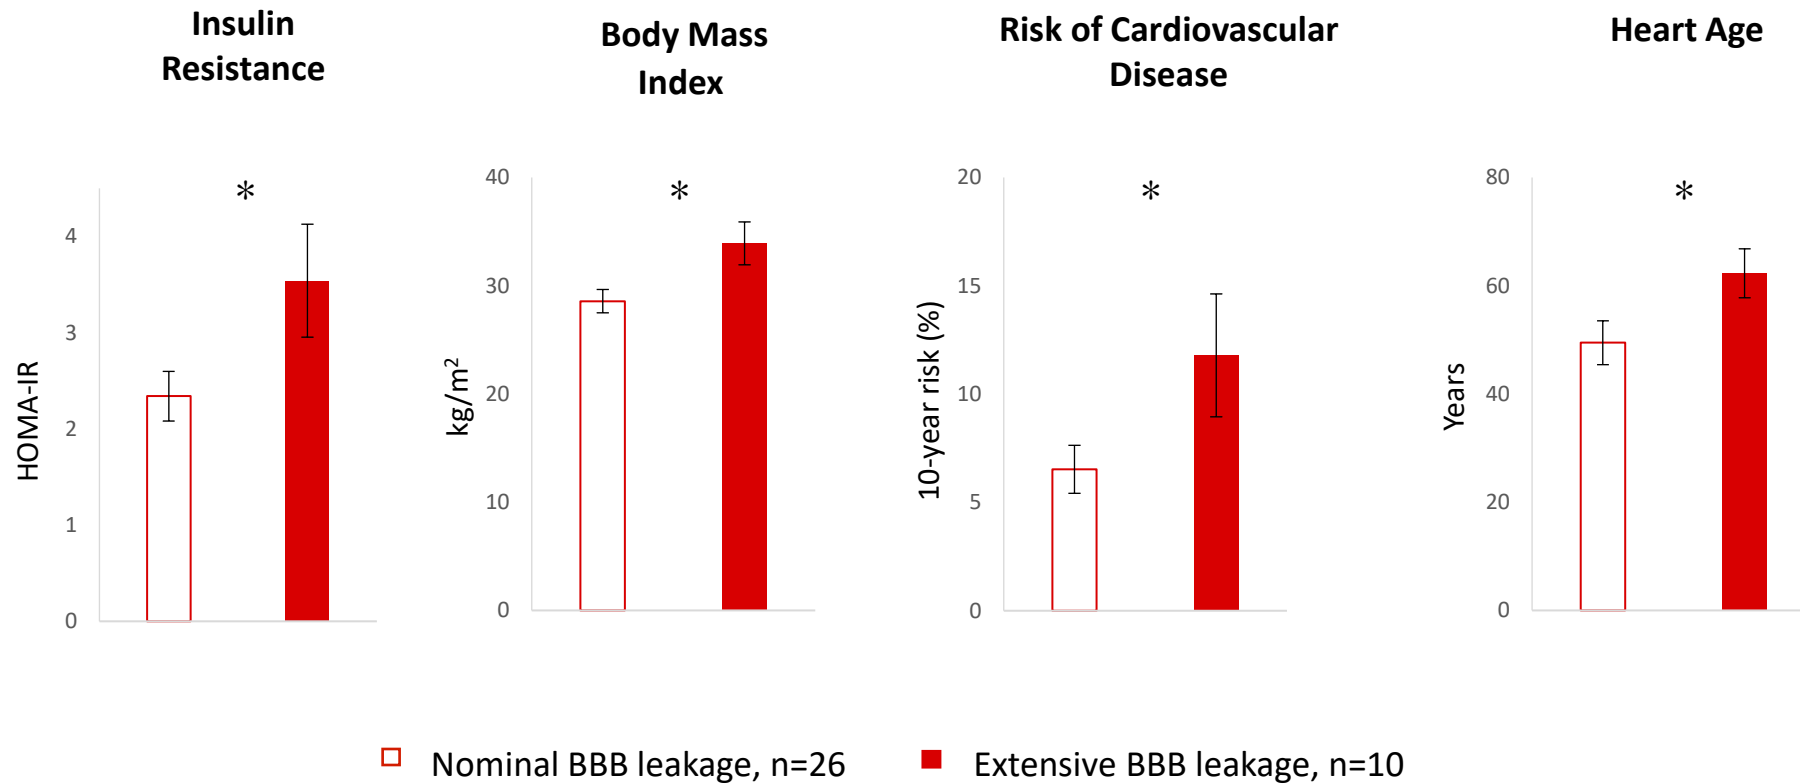 Insulin
Resistance
Body Mass
Index
Risk of Cardiovascular
Disease
Heart Age
HOMA-IR
4
3
2
1
0
*
kg/m²
40
30
20
10
0
*
10-year risk (%)
20
15
10
5
0
*
Years
80
60
40
20
0
*
Nominal BBB leakage, n=26
Extensive BBB leakage, n=10